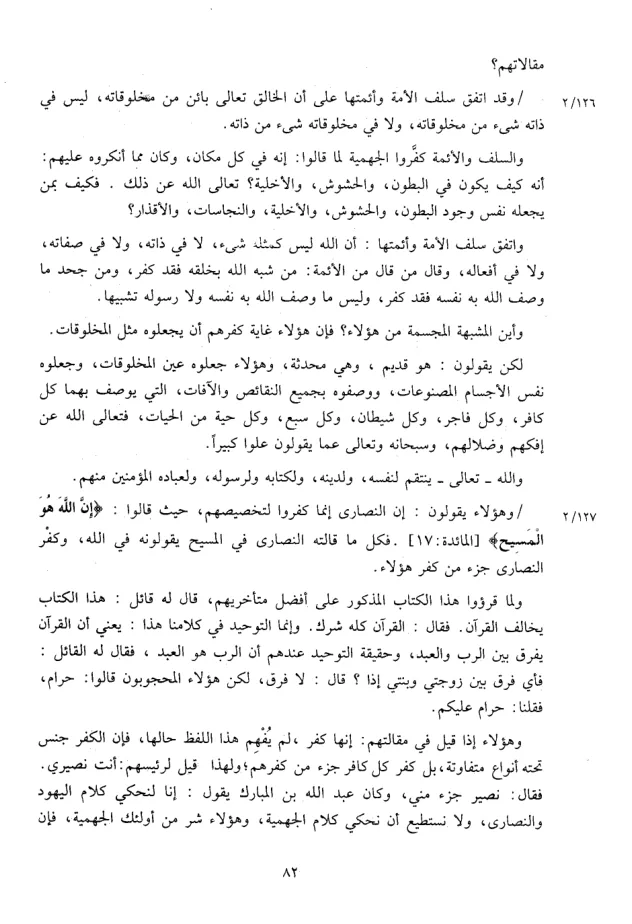 مقالاتهم؟
٢/١٢٦ /وقد اتفق سلف الأمة وأئمتها على أن الخالق تعالى بائن من مخلوقاته، ليس في
ذاته شىء من مخلوقاته، ولا في مخلوقاته شىء من ذاته.
والسلف والأئمة كفَّروا الجهمية لما قالوا: إنه في كل مكان، وكان مما أنكروه عليهم:
أنه كيف يكون في البطون، والحشوش، والأخلية؟ تعالى الله عن ذلك . فكيف بمن
يجعله نفس وجود البطون، والحشوش، والأخلية، والنجاسات، والأقذار؟
واتفق سلف الأمة وأئمتها : أن الله ليس كمثله شىء، لا في ذاته، ولا في صفاته،
ولا في أفعاله، وقال من قال من الأئمة: من شبه الله بخلقه فقد كفر، ومن جحد ما
وصف الله به نفسه فقد كفر، وليس ما وصف الله به نفسه ولا رسوله تشبيها.
وأين المشبهة المجسمة من هؤلاء؟ فإن هؤلاء غاية كفرهم أن يجعلوه مثل المخلوقات.
لكن يقولون : هو قديم ، وهي محدثة، وهؤلاء جعلوه عين المخلوقات، وجعلوه
نفس الأجسام المصنوعات، ووصفوه بجميع النقائص والآفات، التي يوصف بهما كل
كافر، وكل فاجر، وكل شيطان، وكل سبع، وكل حية من الحيات، فتعالى الله عن
إفكهم وضلالهم، وسبحانه وتعالى عما يقولون علوا كبيراً.
والله ـ تعالى ـ ينتقم لنفسه، ولدينه، ولكتابه ولرسوله، ولعباده المؤمنين منهم.
٢/١٢٧ /وهؤلاء يقولون : إن النصارى إنما كفروا لتخصيصهم، حيث قالوا : ﴿إِنَّ اللَّهَ هُوَ
الْمَسِيحِ﴾ [المائدة:١٧] .فكل ما قالته النصارى في المسيح يقولونه في الله، وكفْر
النصارى جزء من كفر هؤلاء.
ولما قرؤوا هذا الكتاب المذكور على أفضل متأخريهم، قال له قائل : هذا الكتاب
يخالف القرآن. فقال : القرآن كله شرك. وإنما التوحيد في كلامنا هذا : يعني أن القرآن
يفرق بين الرب والعبد، وحقيقة التوحيد عندهم أن الرب هو العبد ، فقال له القائل :
فأي فرق بين زوجتي وبنتي إذا ؟ قال : لا فرق، لكن هؤلاء المحجوبون قالوا: حرام،
فقلنا: حرام عليكم.
وهؤلاء إذا قيل في مقالتهم: إنها كفر ،لم يُفْهِم هذا اللفظ حالها، فإن الكفر جنس
تحته أنواع متفاوتة، بل كفر كل كافر جزء من كفرهم؛ولهذا قيل لرئيسهم:أنت نصيري.
فقال: نصير جزء مني، وكان عبد الله بن المبارك يقول : إنا لنحكي كلام اليهود
والنصارى، ولا نستطيع أن نحكي كلام الجهمية، وهؤلاء شر من أولئك الجهمية، فإن
٨٢